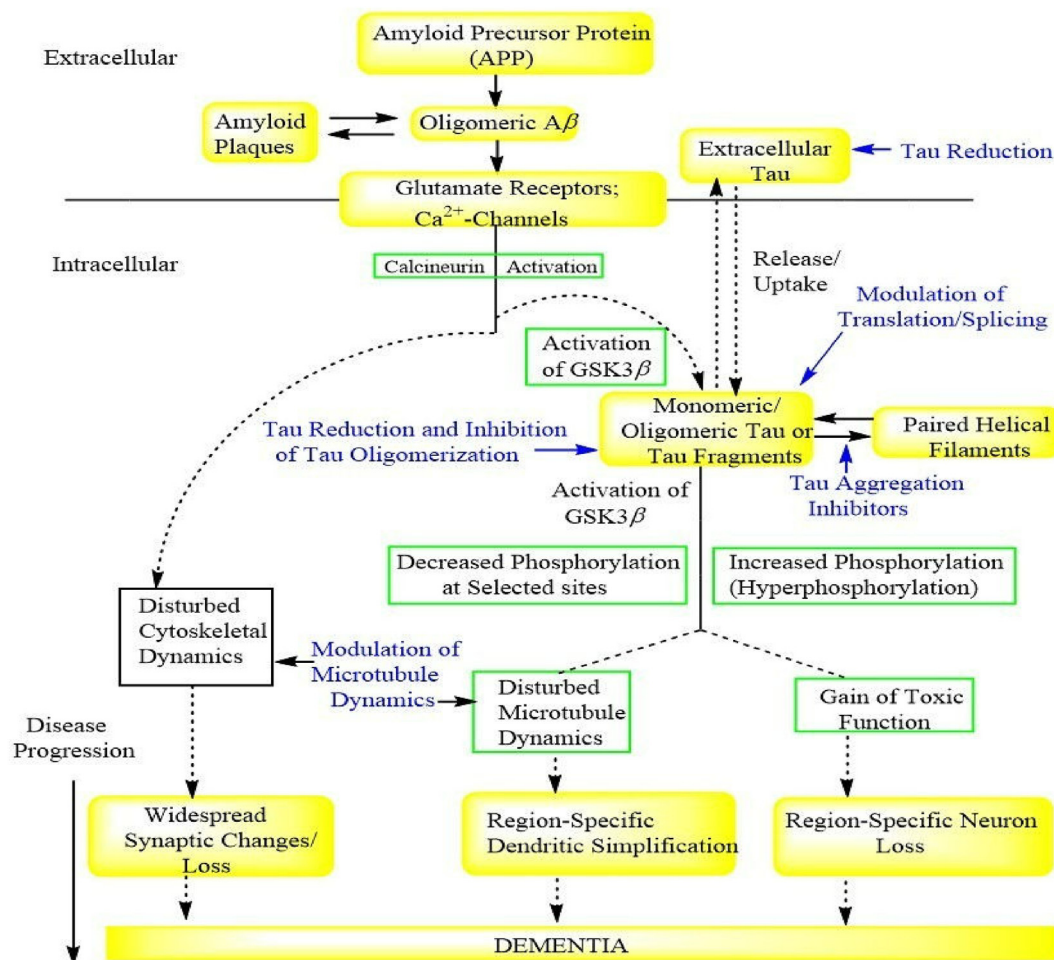 Amyloid Precursor Protein
(APP)
Extracellular
Amyloid
Plaques
Oligomeric Aβ
Extracellular
Tau
Tau Reduction
Glutamate Receptors;
Ca²⁺-Channels
Intracellular
Calcineurin Activation
Release/
Uptake
Modulation of
Translation/Splicing
Activation
of GSK3β
Monomeric/
Oligomeric Tau or
Tau Fragments
Paired Helical
Filaments
Tau Reduction and Inhibition
of Tau Oligomerization
Tau Aggregation
Inhibitors
Activation of
GSK3β
Decreased Phosphorylation
at Selected sites
Increased Phosphorylation
(Hyperphosphorylation)
Disturbed
Cytoskeletal
Dynamics
Modulation of
Microtubule
Dynamics
Disturbed
Microtubule
Dynamics
Gain of Toxic
Function
Disease
Progression
Widespread
Synaptic Changes/
Loss
Region-Specific
Dendritic Simplification
Region-Specific Neuron
Loss
DEMENTIA